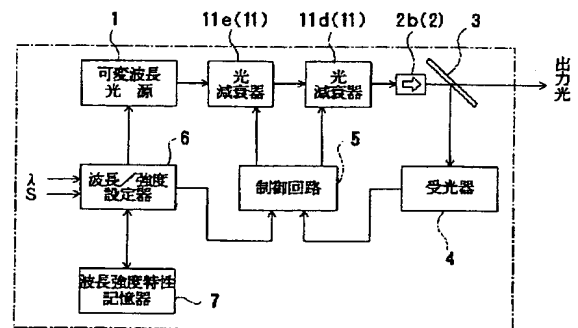 1
11e(11)
11d(11)
2b(2)
3
可変波長
光 源
光
減衰器
光
減衰器
出力光
6
5
λ
S
波長/強度
設定器
制御回路
受光器
4
波長強度特性
記憶器
7